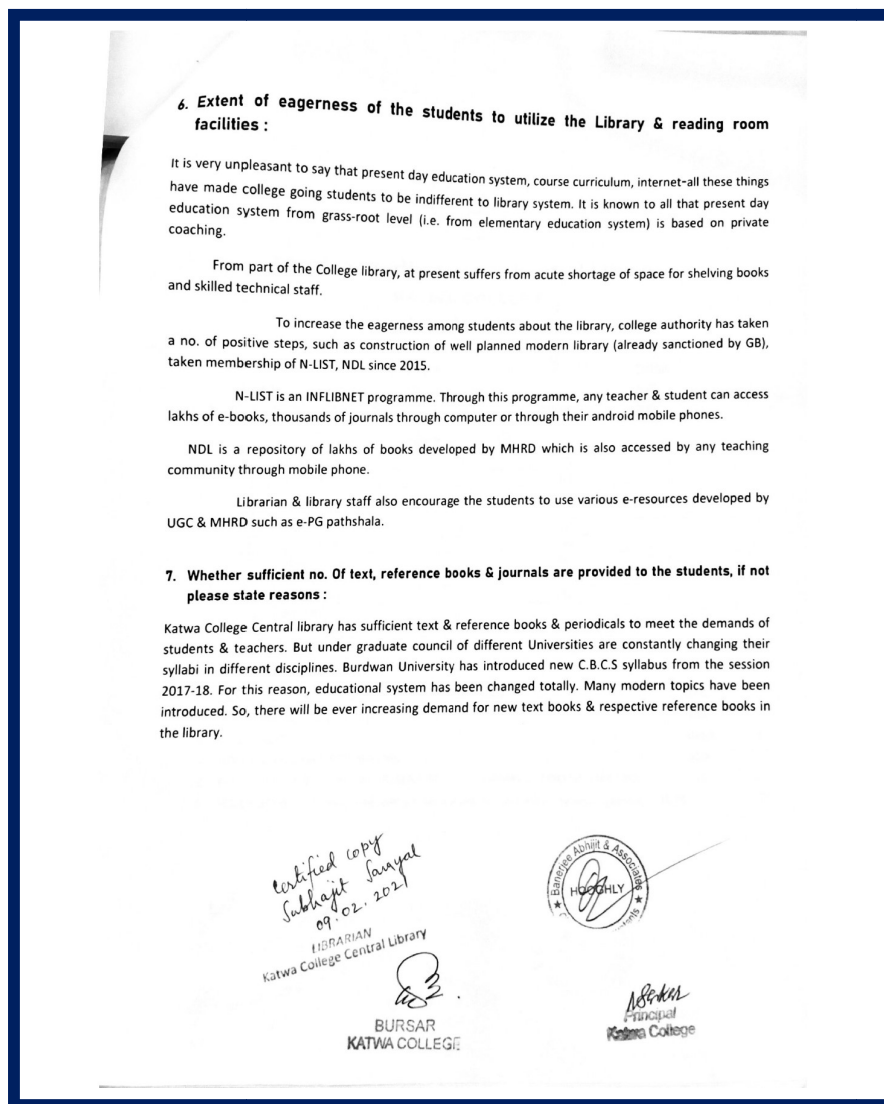 6. Extent of eagerness of the students to utilize the Library & reading room
facilities :
It is very unpleasant to say that present day education system, course curriculum, internet-all these things
have made college going students to be indifferent to library system. It is known to all that present day
education system from grass-root level (i.e. from elementary education system) is based on private
coaching.
From part of the College library, at present suffers from acute shortage of space for shelving books
and skilled technical staff.
To increase the eagerness among students about the library, college authority has taken
a no. of positive steps, such as construction of well planned modern library (already sanctioned by GB),
taken membership of N-LIST, NDL since 2015.
N-LIST is an INFLIBNET programme. Through this programme, any teacher & student can access
lakhs of e-books, thousands of journals through computer or through their android mobile phones.
NDL is a repository of lakhs of books developed by MHRD which is also accessed by any teaching
community through mobile phone.
Librarian & library staff also encourage the students to use various e-resources developed by
UGC & MHRD such as e-PG pathshala.
7. Whether sufficient no. Of text, reference books & journals are provided to the students, if not
please state reasons :
Katwa College Central library has sufficient text & reference books & periodicals to meet the demands of
students & teachers. But under graduate council of different Universities are constantly changing their
syllabi in different disciplines. Burdwan University has introduced new C.B.C.S syllabus from the session
2017-18. For this reason, educational system has been changed totally. Many modern topics have been
introduced. So, there will be ever increasing demand for new text books & respective reference books in
the library.
certified copy
Subhajit Sanyal
09.02.2021
LIBRARIAN
Katwa College Central Library
BURSAR
KATWA COLLEGE
Banerjee Abhijit & Associates
HOOGHLY
Principal
Katwa College